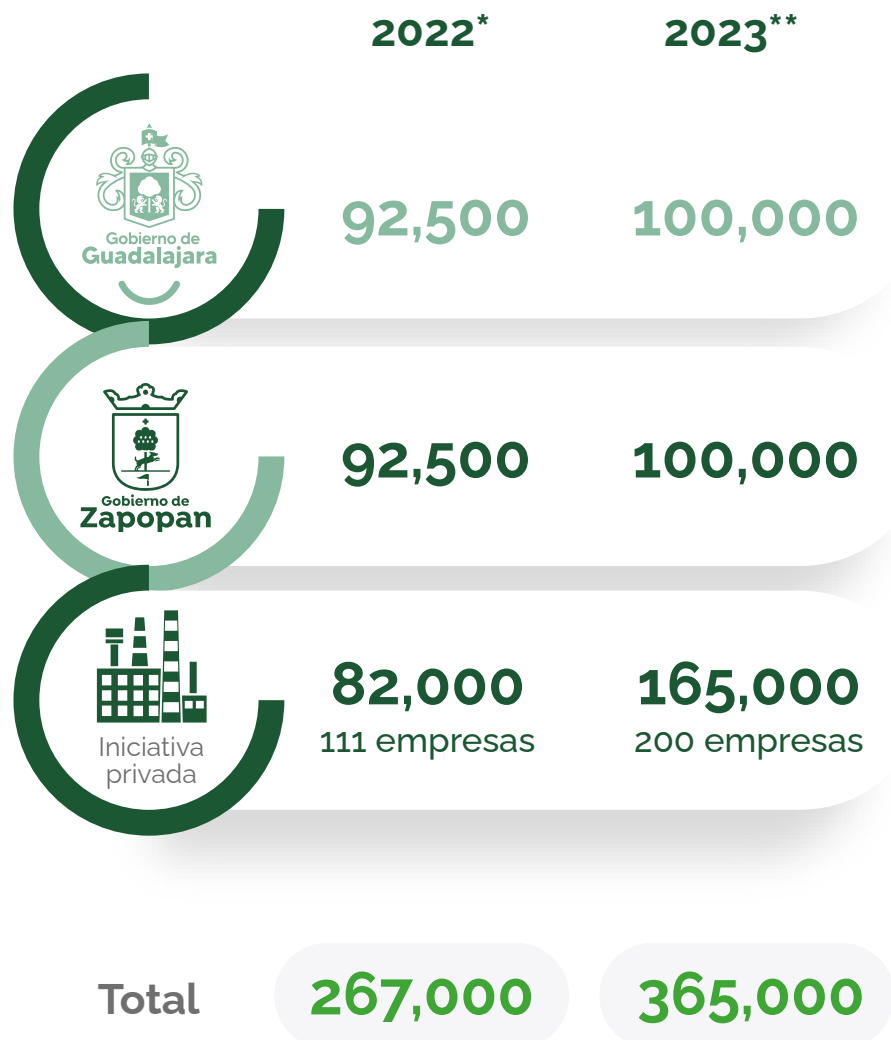 2022* 2023**
Gobierno de
Guadalajara
92,500 100,000
Gobierno de
Zapopan
92,500 100,000
Iniciativa
privada
82,000 165,000
111 empresas 200 empresas
Total 267,000 365,000